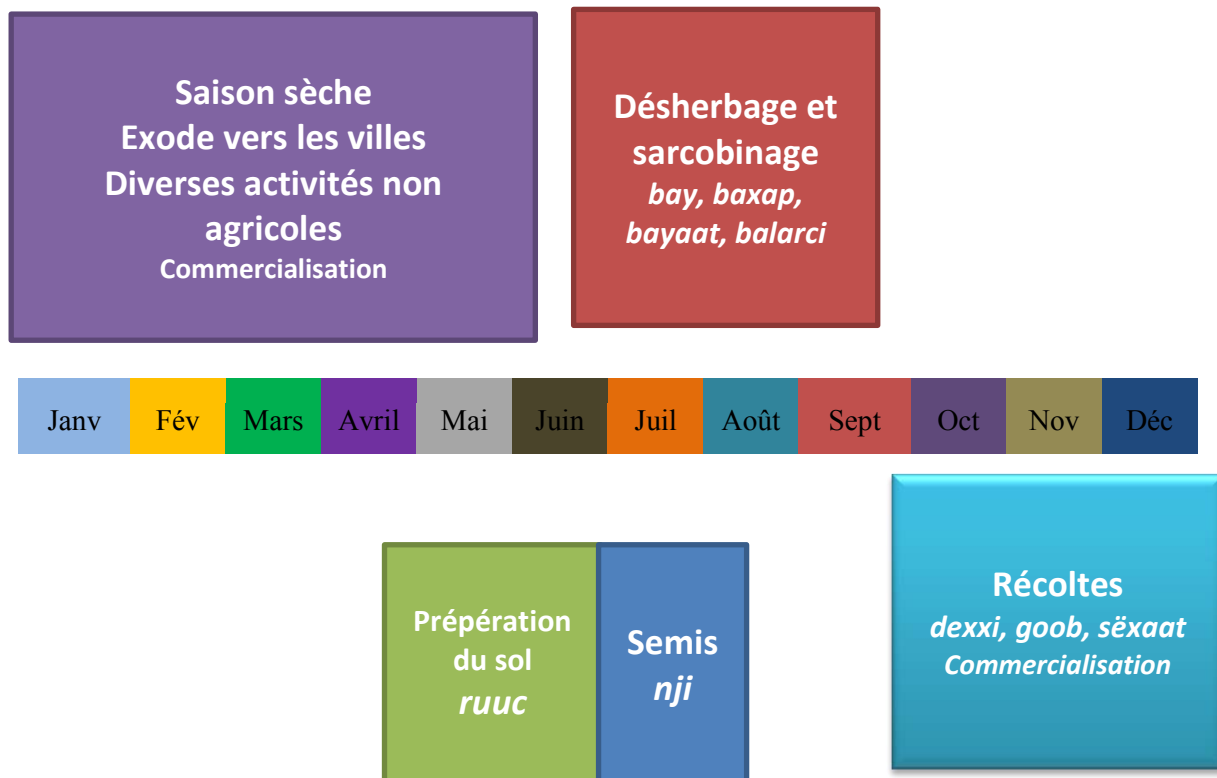 Saison sèche
Exode vers les villes
Diverses activités non
agricoles
Commercialisation
Désherbage et
sarcobinage
bay, baxap,
bayaat, balarci
Janv Fév Mars Avril Mai Juin Juil Août Sept Oct Nov Déc
Prépération
du sol
ruuc
Semis
nji
Récoltes
dexxi, goob, sëxaat
Commercialisation